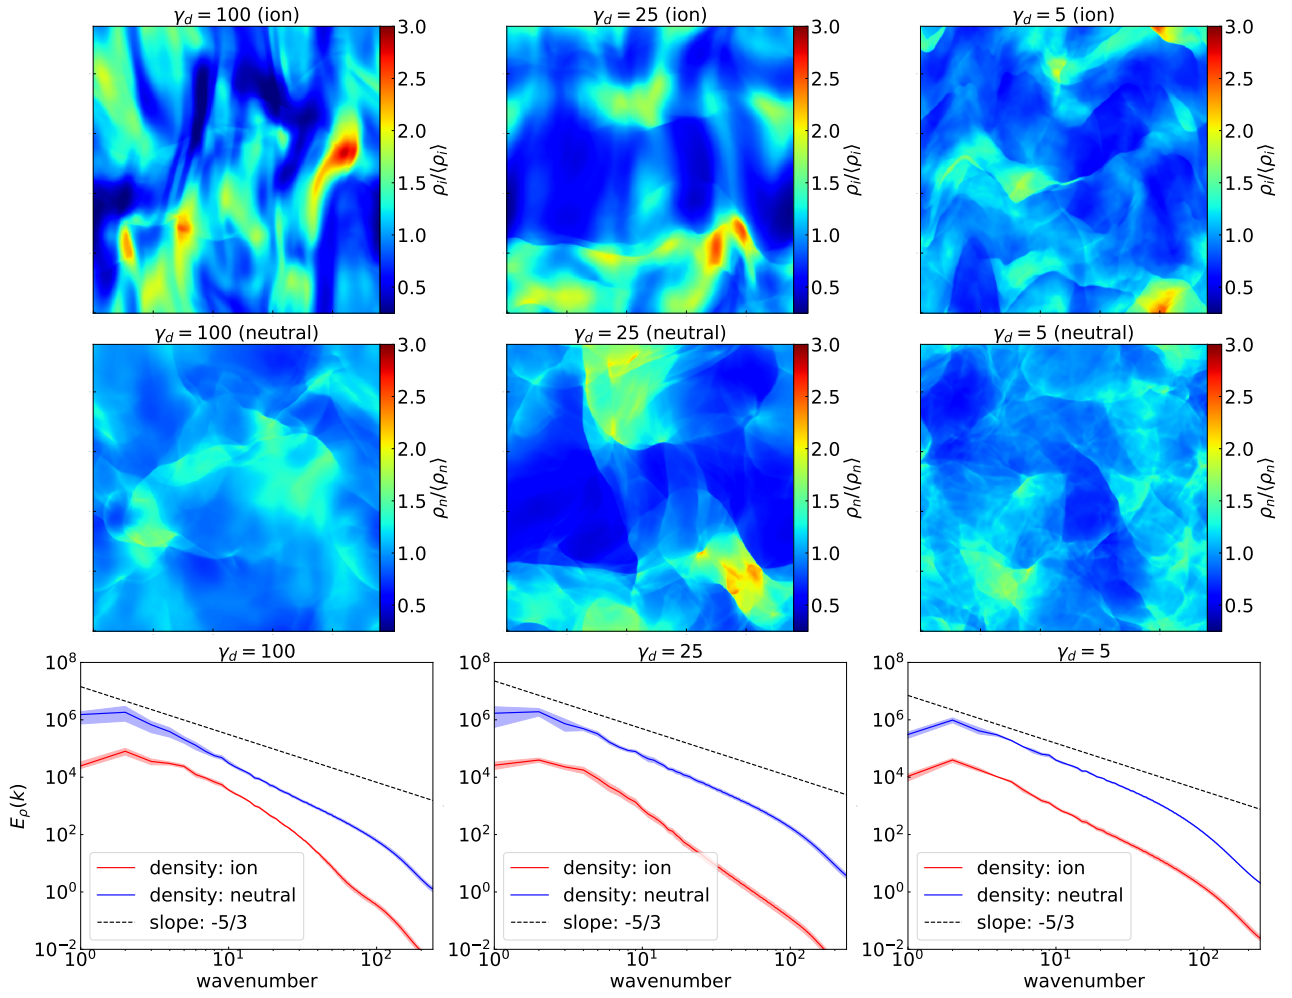 γ_d = 100 (ion)
γ_d = 25 (ion)
γ_d = 5 (ion)
3.0
2.5
2.0
1.5
1.0
0.5
ρ_i/⟨ρ_i⟩
3.0
2.5
2.0
1.5
1.0
0.5
ρ_i/⟨ρ_i⟩
3.0
2.5
2.0
1.5
1.0
0.5
ρ_i/⟨ρ_i⟩
γ_d = 100 (neutral)
γ_d = 25 (neutral)
γ_d = 5 (neutral)
3.0
2.5
2.0
1.5
1.0
0.5
ρ_n/⟨ρ_n⟩
3.0
2.5
2.0
1.5
1.0
0.5
ρ_n/⟨ρ_n⟩
3.0
2.5
2.0
1.5
1.0
0.5
ρ_n/⟨ρ_n⟩
γ_d = 100
E_ρ(k)
10^8
10^6
10^4
10^2
10^0
10^−2
density: ion
density: neutral
slope: -5/3
10^0
10^1
10^2
wavenumber
γ_d = 25
10^8
10^6
10^4
10^2
10^0
10^−2
density: ion
density: neutral
slope: -5/3
10^0
10^1
10^2
wavenumber
γ_d = 5
10^8
10^6
10^4
10^2
10^0
10^−2
density: ion
density: neutral
slope: -5/3
10^0
10^1
10^2
wavenumber